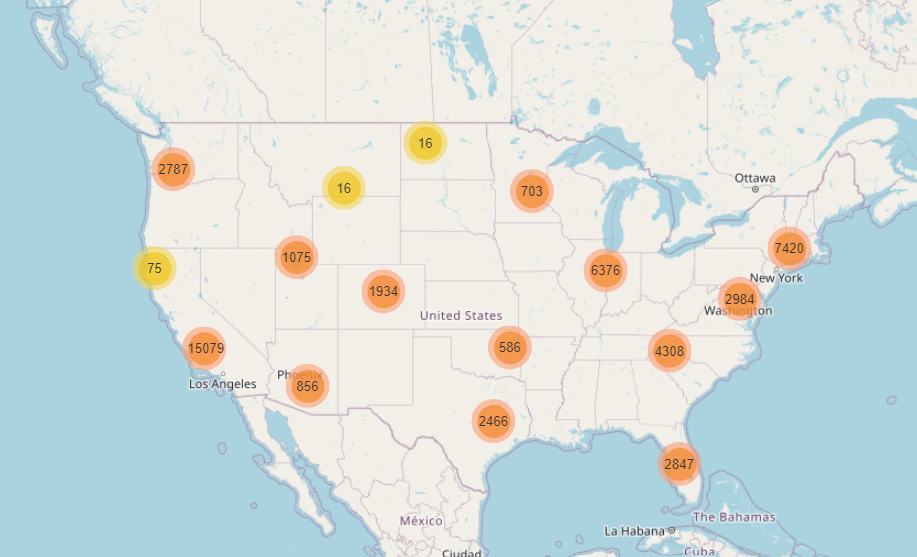 16
2787
Ottawa
16
703
7420
75
1075
6376
New York
1934
2984
Washington
United States
15079
586
4308
Los Angeles
Phoenix
856
2466
2847
México
The Bahamas
La Habana
Ciudad
Cuba